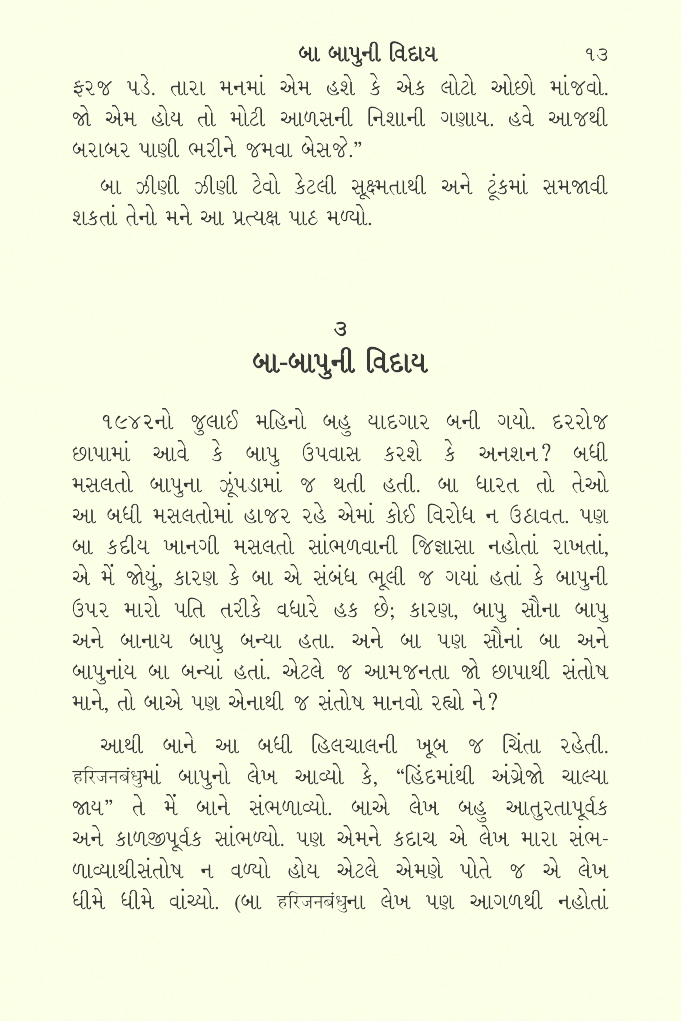 બા બાપુની વિદાય ૧૩
ફરજ પડે. તારા મનમાં એમ હશે કે એક લોટો ઓછો માંજવો.
જો એમ હોય તો મોટી આળસની નિશાની ગણાય. હવે આજથી
બરાબર પાણી ભરીને જમવા બેસજે.”
બા ઝીણી ઝીણી ટેવો કેટલી સૂક્ષ્મતાથી અને ટૂંકમાં સમજાવી
શકતાં તેનો મને આ પ્રત્યક્ષ પાઠ મળ્યો.
૩
બા-બાપુની વિદાય
૧૯૪૨નો જુલાઈ મહિનો બહુ યાદગાર બની ગયો. દરરોજ
છાપામાં આવે કે બાપુ ઉપવાસ કરશે કે અનશન? બધી
મસલતો બાપુના ઝૂંપડામાં જ થતી હતી. બા ધારત તો તેઓ
આ બધી મસલતોમાં હાજર રહે એમાં કોઈ વિરોધ ન ઉઠાવત. પણ
બા કદીય ખાનગી મસલતો સાંભળવાની જિજ્ઞાસા નહોતાં રાખતાં,
એ મેં જોયું, કારણ કે બા એ સંબંધ ભૂલી જ ગયાં હતાં કે બાપુની
ઉપર મારો પતિ તરીકે વધારે હક છે; કારણ, બાપુ સૌના બાપુ
અને બાનાય બાપુ બન્યા હતા. અને બા પણ સૌનાં બા અને
બાપુનાંય બા બન્યાં હતાં. એટલે જ આમજનતા જો છાપાથી સંતોષ
માને, તો બાએ પણ એનાથી જ સંતોષ માનવો રહ્યો ને?
આથી બાને આ બધી હિલચાલની ખૂબ જ ચિંતા રહેતી.
हरिजनबंधुમાં બાપુનો લેખ આવ્યો કે, “હિંદમાંથી અંગ્રેજો ચાલ્યા
જાય” તે મેં બાને સંભળાવ્યો. બાએ લેખ બહુ આતુરતાપૂર્વક
અને કાળજીપૂર્વક સાંભળ્યો. પણ એમને કદાચ એ લેખ મારા સંભ-
ળાવ્યાથીસંતોષ ન વળ્યો હોય એટલે એમણે પોતે જ એ લેખ
ધીમે ધીમે વાંચ્યો. (બા हरिजनबंधुના લેખ પણ આગળથી નહોતાં